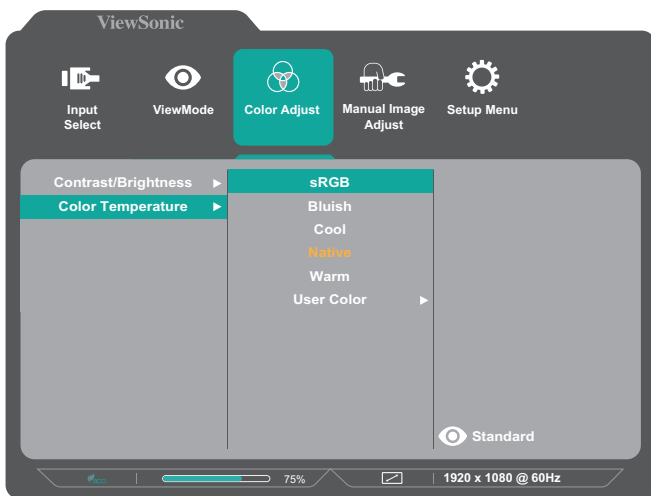 ViewSonic
Input
Select
ViewMode
Color Adjust
Manual Image
Adjust
Setup Menu
Contrast/Brightness
Color Temperature
sRGB
Bluish
Cool
Native
Warm
User Color
Standard
eco
75%
1920 x 1080 @ 60Hz